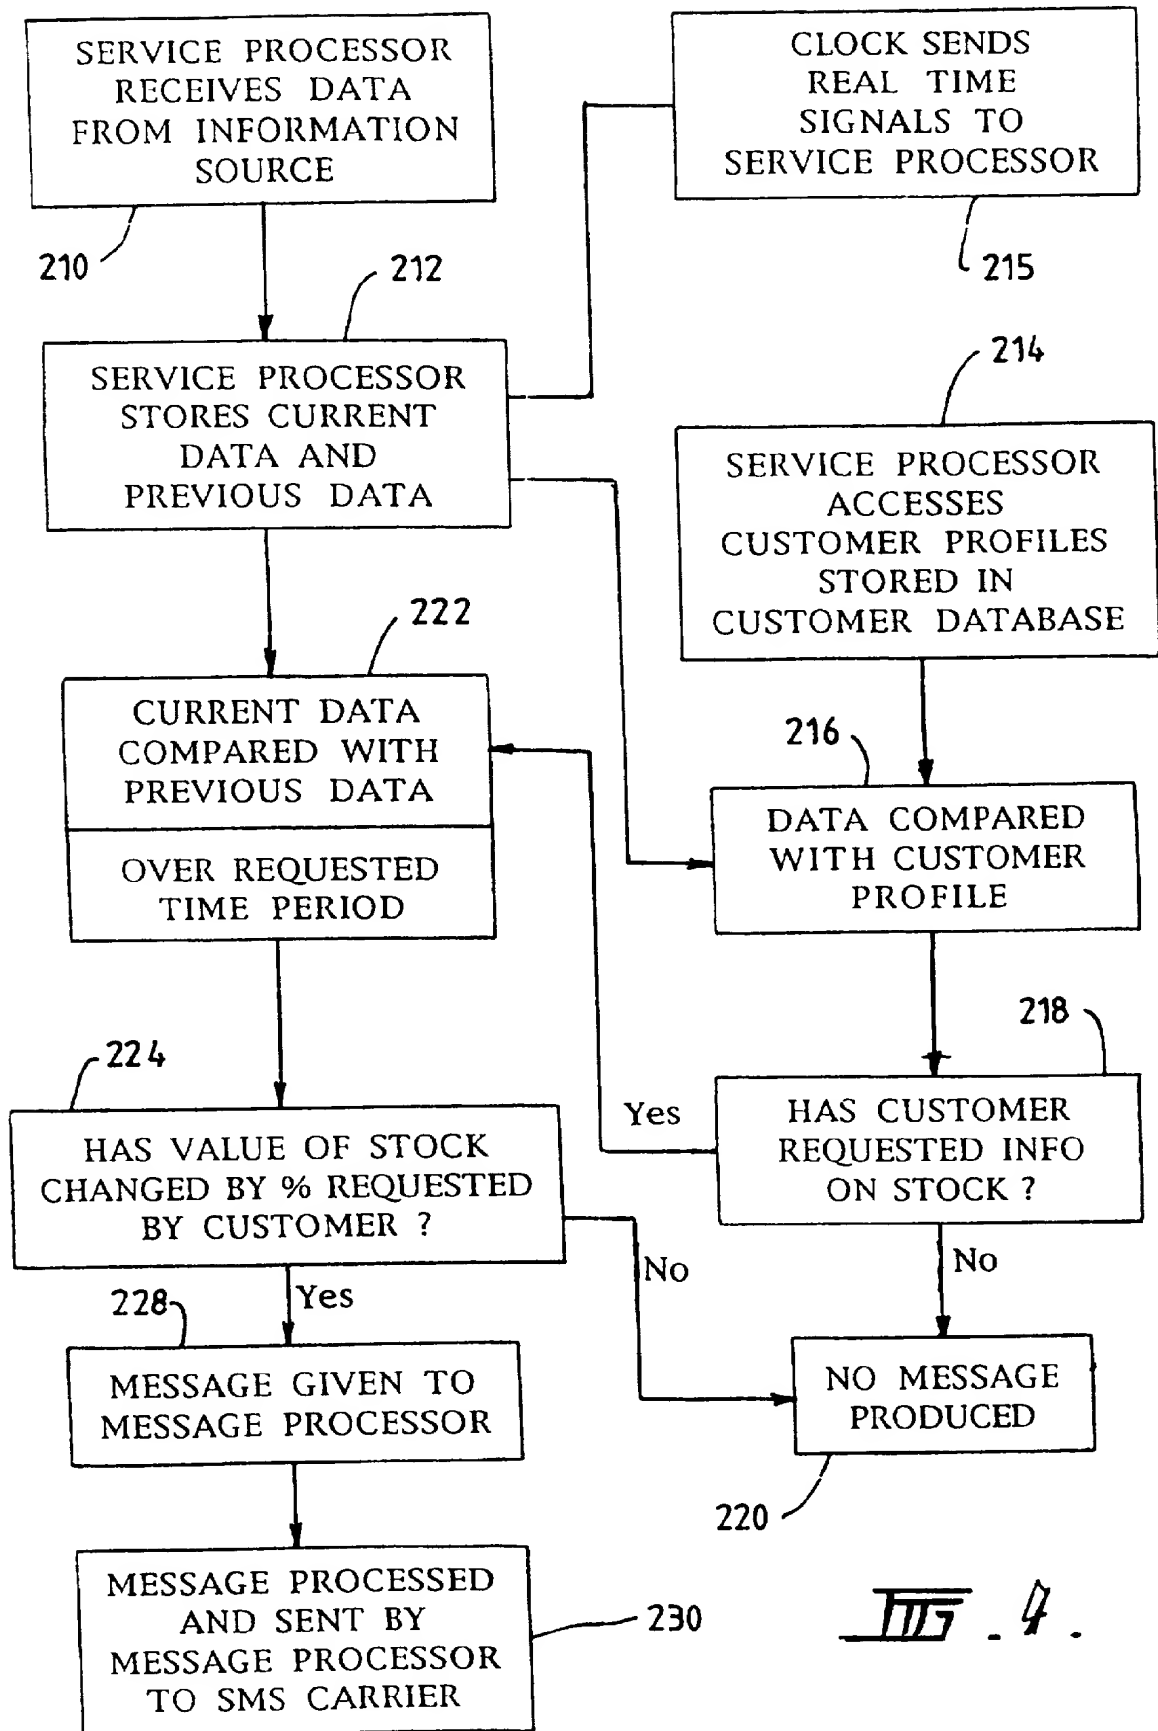 SERVICE PROCESSOR
RECEIVES DATA
FROM INFORMATION
SOURCE
210
CLOCK SENDS
REAL TIME
SIGNALS TO
SERVICE PROCESSOR
215
212
SERVICE PROCESSOR
STORES CURRENT
DATA AND
PREVIOUS DATA
214
SERVICE PROCESSOR
ACCESSES
CUSTOMER PROFILES
STORED IN
CUSTOMER DATABASE
222
CURRENT DATA
COMPARED WITH
PREVIOUS DATA
OVER REQUESTED
TIME PERIOD
216
DATA COMPARED
WITH CUSTOMER
PROFILE
218
HAS CUSTOMER
REQUESTED INFO
ON STOCK ?
Yes
No
224
HAS VALUE OF STOCK
CHANGED BY % REQUESTED
BY CUSTOMER ?
No
Yes
228
MESSAGE GIVEN TO
MESSAGE PROCESSOR
NO MESSAGE
PRODUCED
220
MESSAGE PROCESSED
AND SENT BY
MESSAGE PROCESSOR
TO SMS CARRIER
230
FIG. 4.